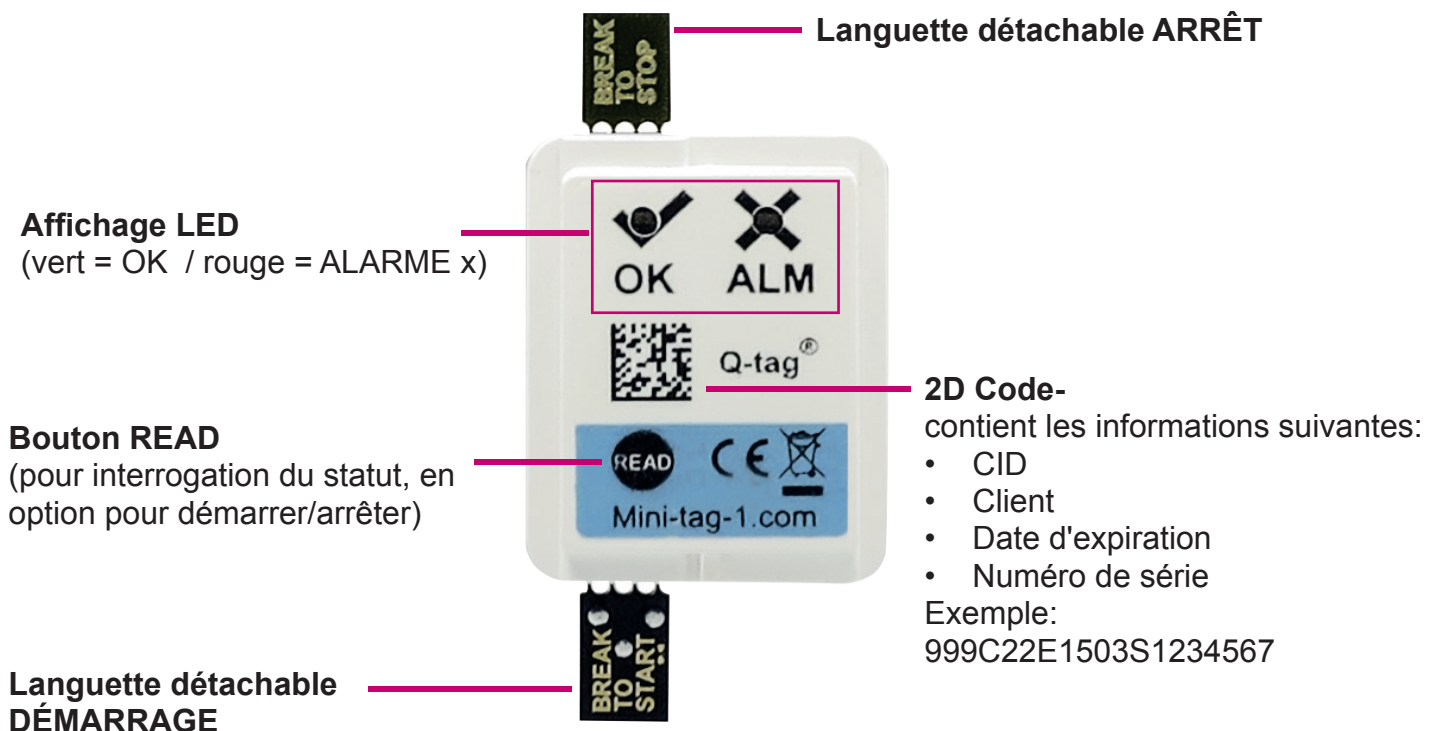 BREAK
TO
STOP
Languette détachable ARRÊT
Affichage LED
(vert = OK / rouge = ALARME x)
OK ALM
Q-tag®
2D Code-
contient les informations suivantes:
• CID
• Client
• Date d'expiration
• Numéro de série
Exemple:
999C22E1503S1234567
Bouton READ
(pour interrogation du statut, en
option pour démarrer/arrêter)
READ CE
Mini-tag-1.com
BREAK
TO
START
Languette détachable
DÉMARRAGE